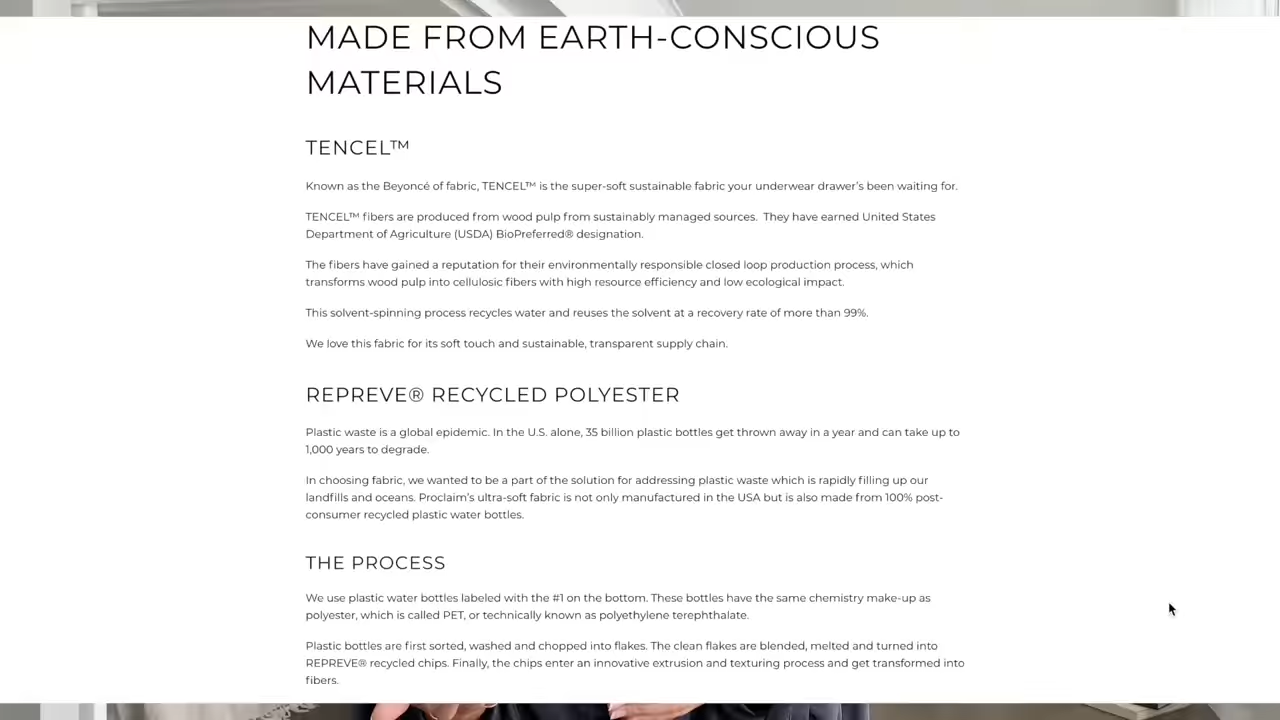 MADE FROM EARTH-CONSCIOUS
MATERIALS
TENCEL™
Known as the Beyoncé of fabric, TENCEL™ is the super-soft sustainable fabric your underwear drawer's been waiting for.
TENCEL™ fibers are produced from wood pulp from sustainably managed sources.  They have earned United States
Department of Agriculture (USDA) BioPreferred® designation.
The fibers have gained a reputation for their environmentally responsible closed loop production process, which
transforms wood pulp into cellulosic fibers with high resource efficiency and low ecological impact.
This solvent-spinning process recycles water and reuses the solvent at a recovery rate of more than 99%.
We love this fabric for its soft touch and sustainable, transparent supply chain.
REPREVE® RECYCLED POLYESTER
Plastic waste is a global epidemic. In the U.S. alone, 35 billion plastic bottles get thrown away in a year and can take up to
1,000 years to degrade.
In choosing fabric, we wanted to be a part of the solution for addressing plastic waste which is rapidly filling up our
landfills and oceans. Proclaim's ultra-soft fabric is not only manufactured in the USA but is also made from 100% post-
consumer recycled plastic water bottles.
THE PROCESS
We use plastic water bottles labeled with the #1 on the bottom. These bottles have the same chemistry make-up as
polyester, which is called PET, or technically known as polyethylene terephthalate.
Plastic bottles are first sorted, washed and chopped into flakes. The clean flakes are blended, melted and turned into
REPREVE® recycled chips. Finally, the chips enter an innovative extrusion and texturing process and get transformed into
fibers.